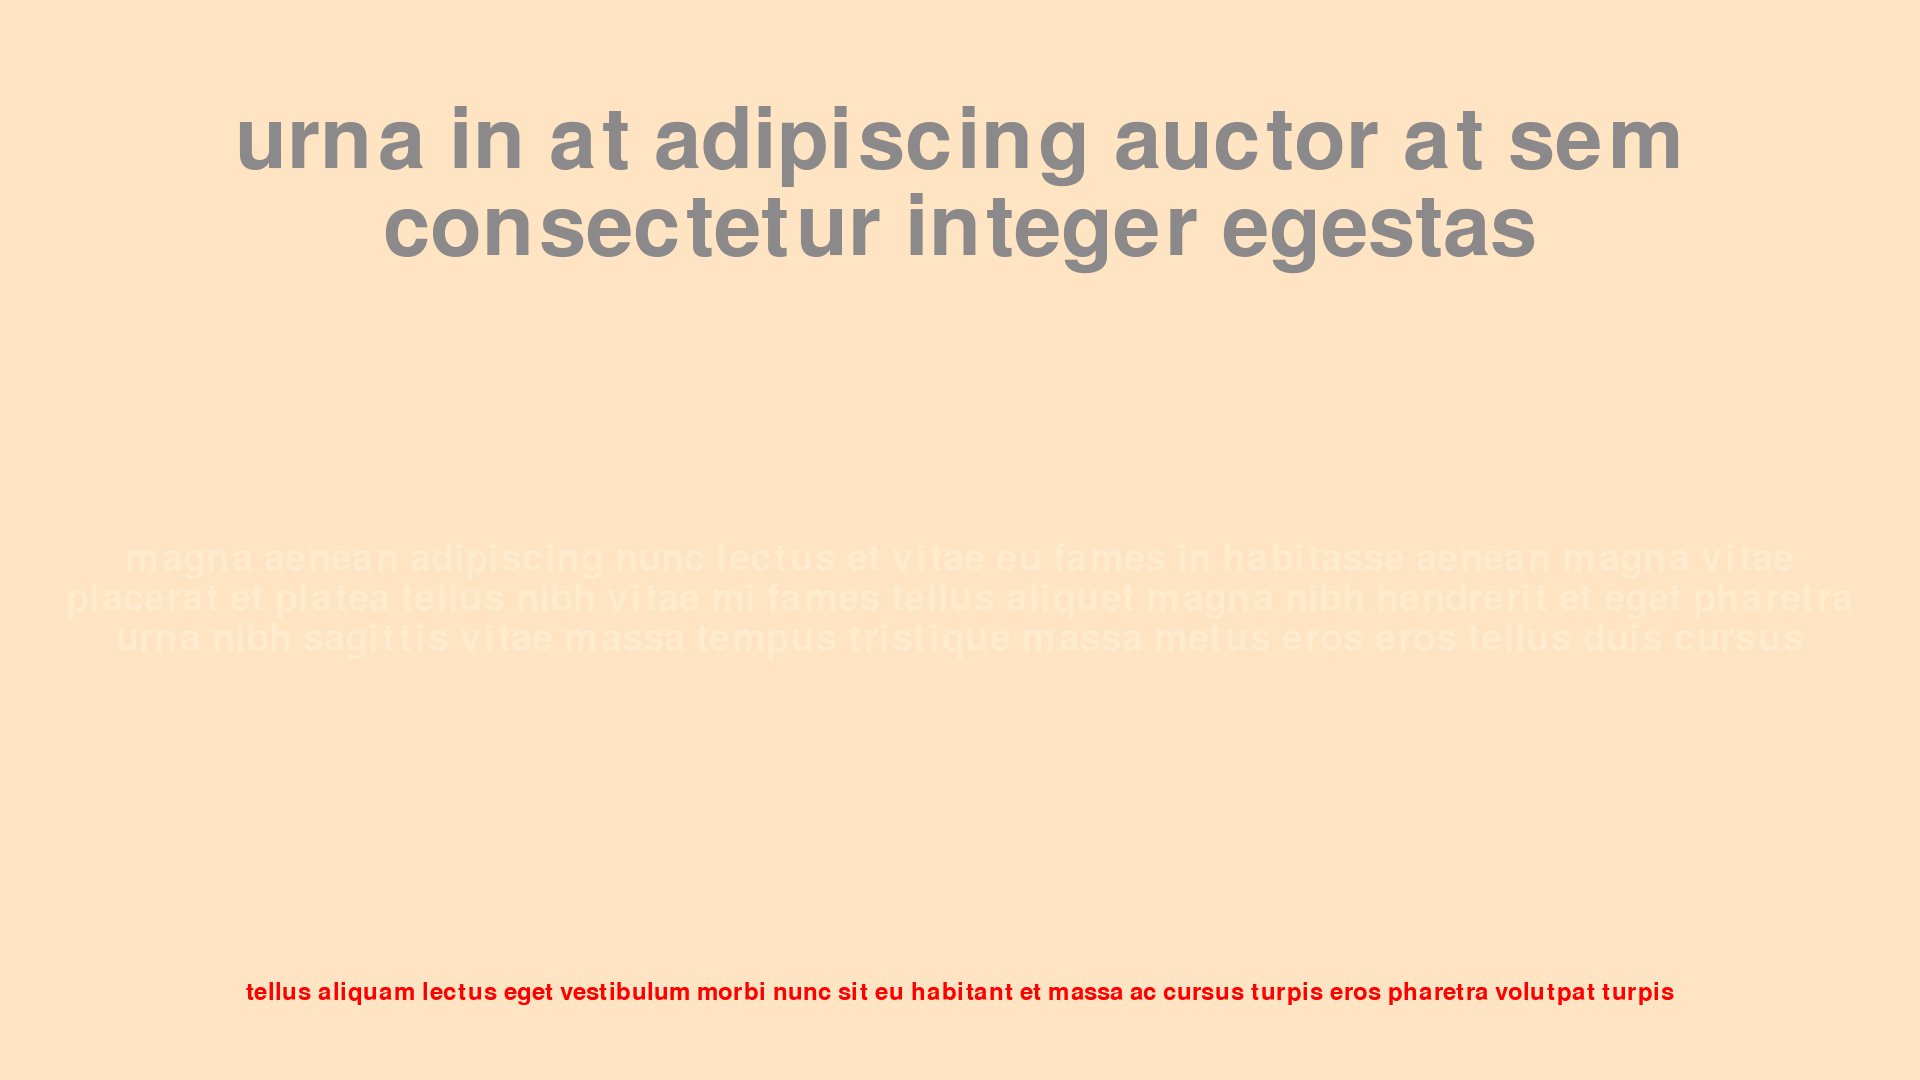 urna in at adipiscing auctor at sem
consectetur integer egestas
magna aenean adipiscing nunc lectus et vitae eu fames in habitasse aenean magna vitae
placerat et platea tellus nibh vitae mi fames tellus aliquet magna nibh hendrerit et eget pharetra
urna nibh sagittis vitae massa tempus tristique massa metus eros eros tellus duis cursus
tellus aliquam lectus eget vestibulum morbi nunc sit eu habitant et massa ac cursus turpis eros pharetra volutpat turpis